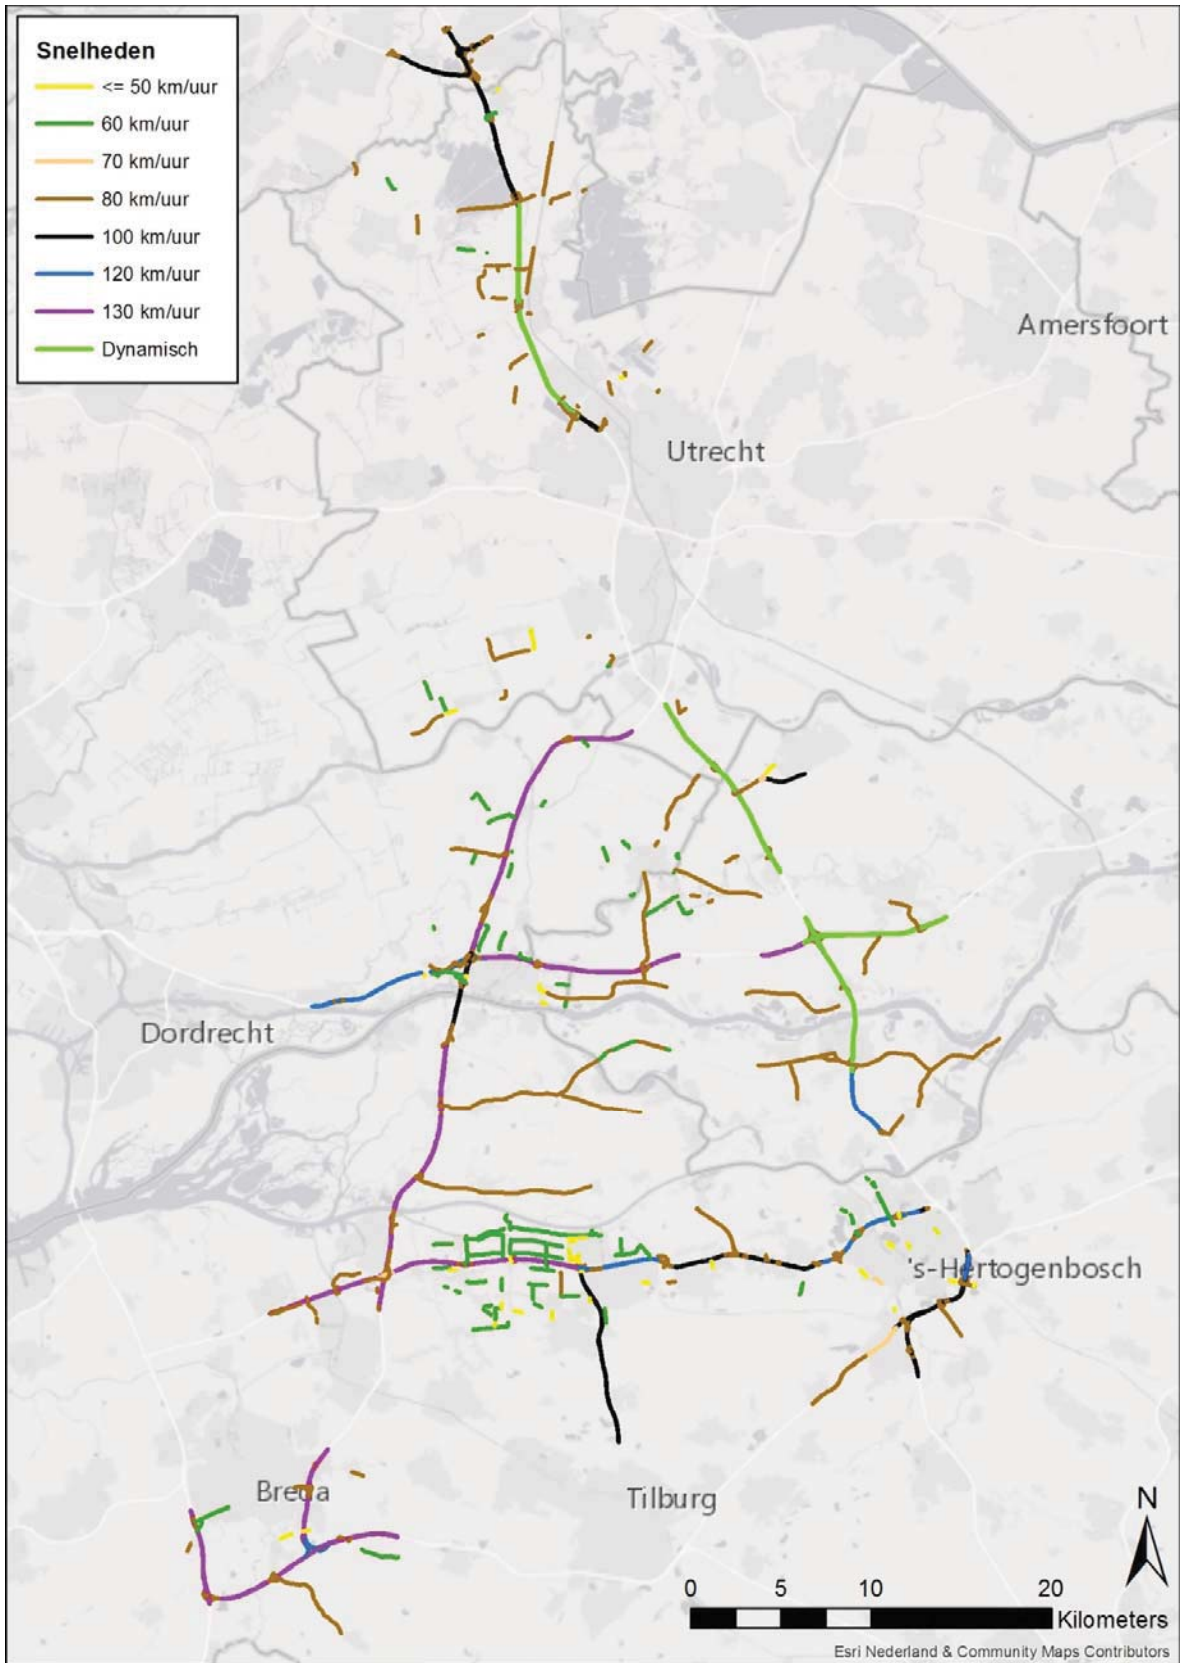 Snelheden
<= 50 km/uur
60 km/uur
70 km/uur
80 km/uur
100 km/uur
120 km/uur
130 km/uur
Dynamisch
Amersfoort
Utrecht
Dordrecht
's-Hertogenbosch
Breda
Tilburg
N
0 5 10 20
Kilometers
Esri Nederland & Community Maps Contributors